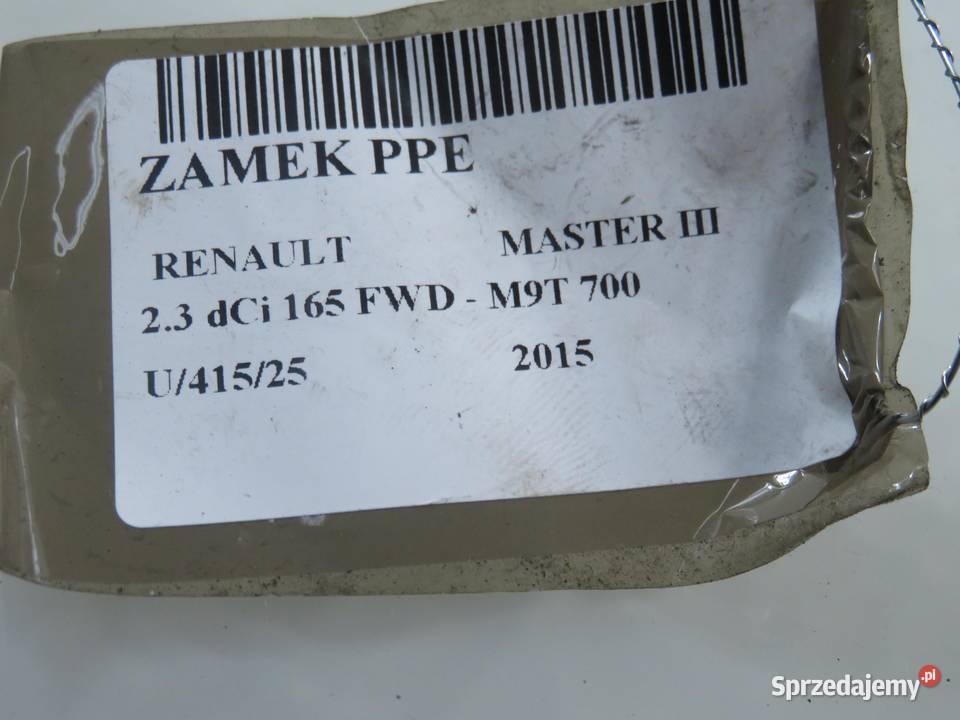 ZAMEK PPE
RENAULT MASTER III
2.3 dCi 165 FWD - M9T 700
U/415/25 2015
Sprzedajemy.pl